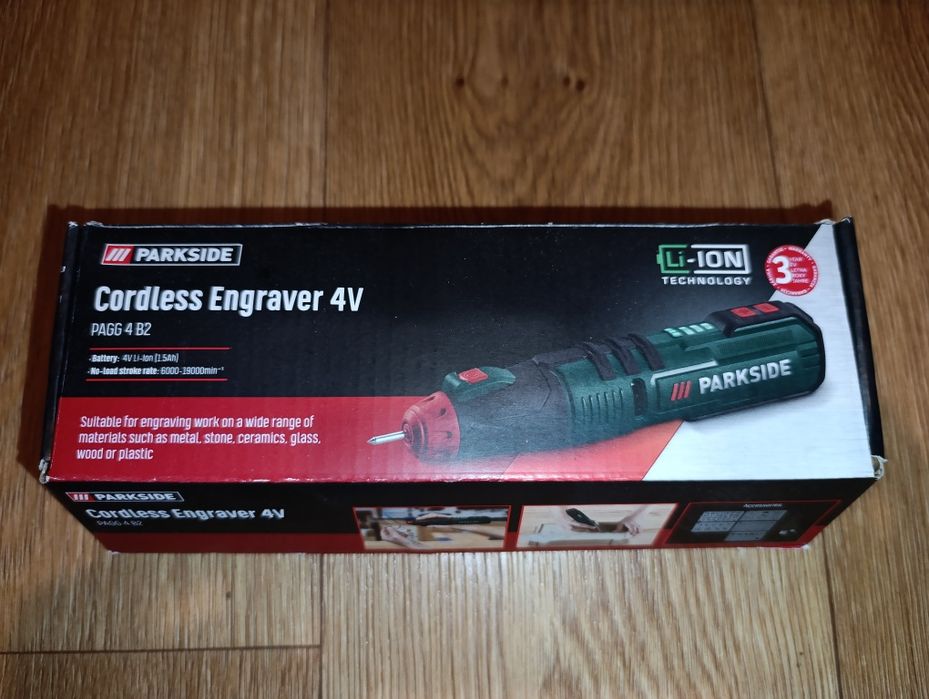 PARKSIDE
Li-ION
TECHNOLOGY
3
Cordless Engraver 4V
PAGG 4 B2
• Battery: 4V Li-Ion (1.5Ah)
• No-load stroke rate: 6000-19000min⁻¹
PARKSIDE
Suitable for engraving work on a wide range of
materials such as metal, stone, ceramics, glass,
wood or plastic
PARKSIDE
Cordless Engraver 4V
PAGG 4 B2
Accessories